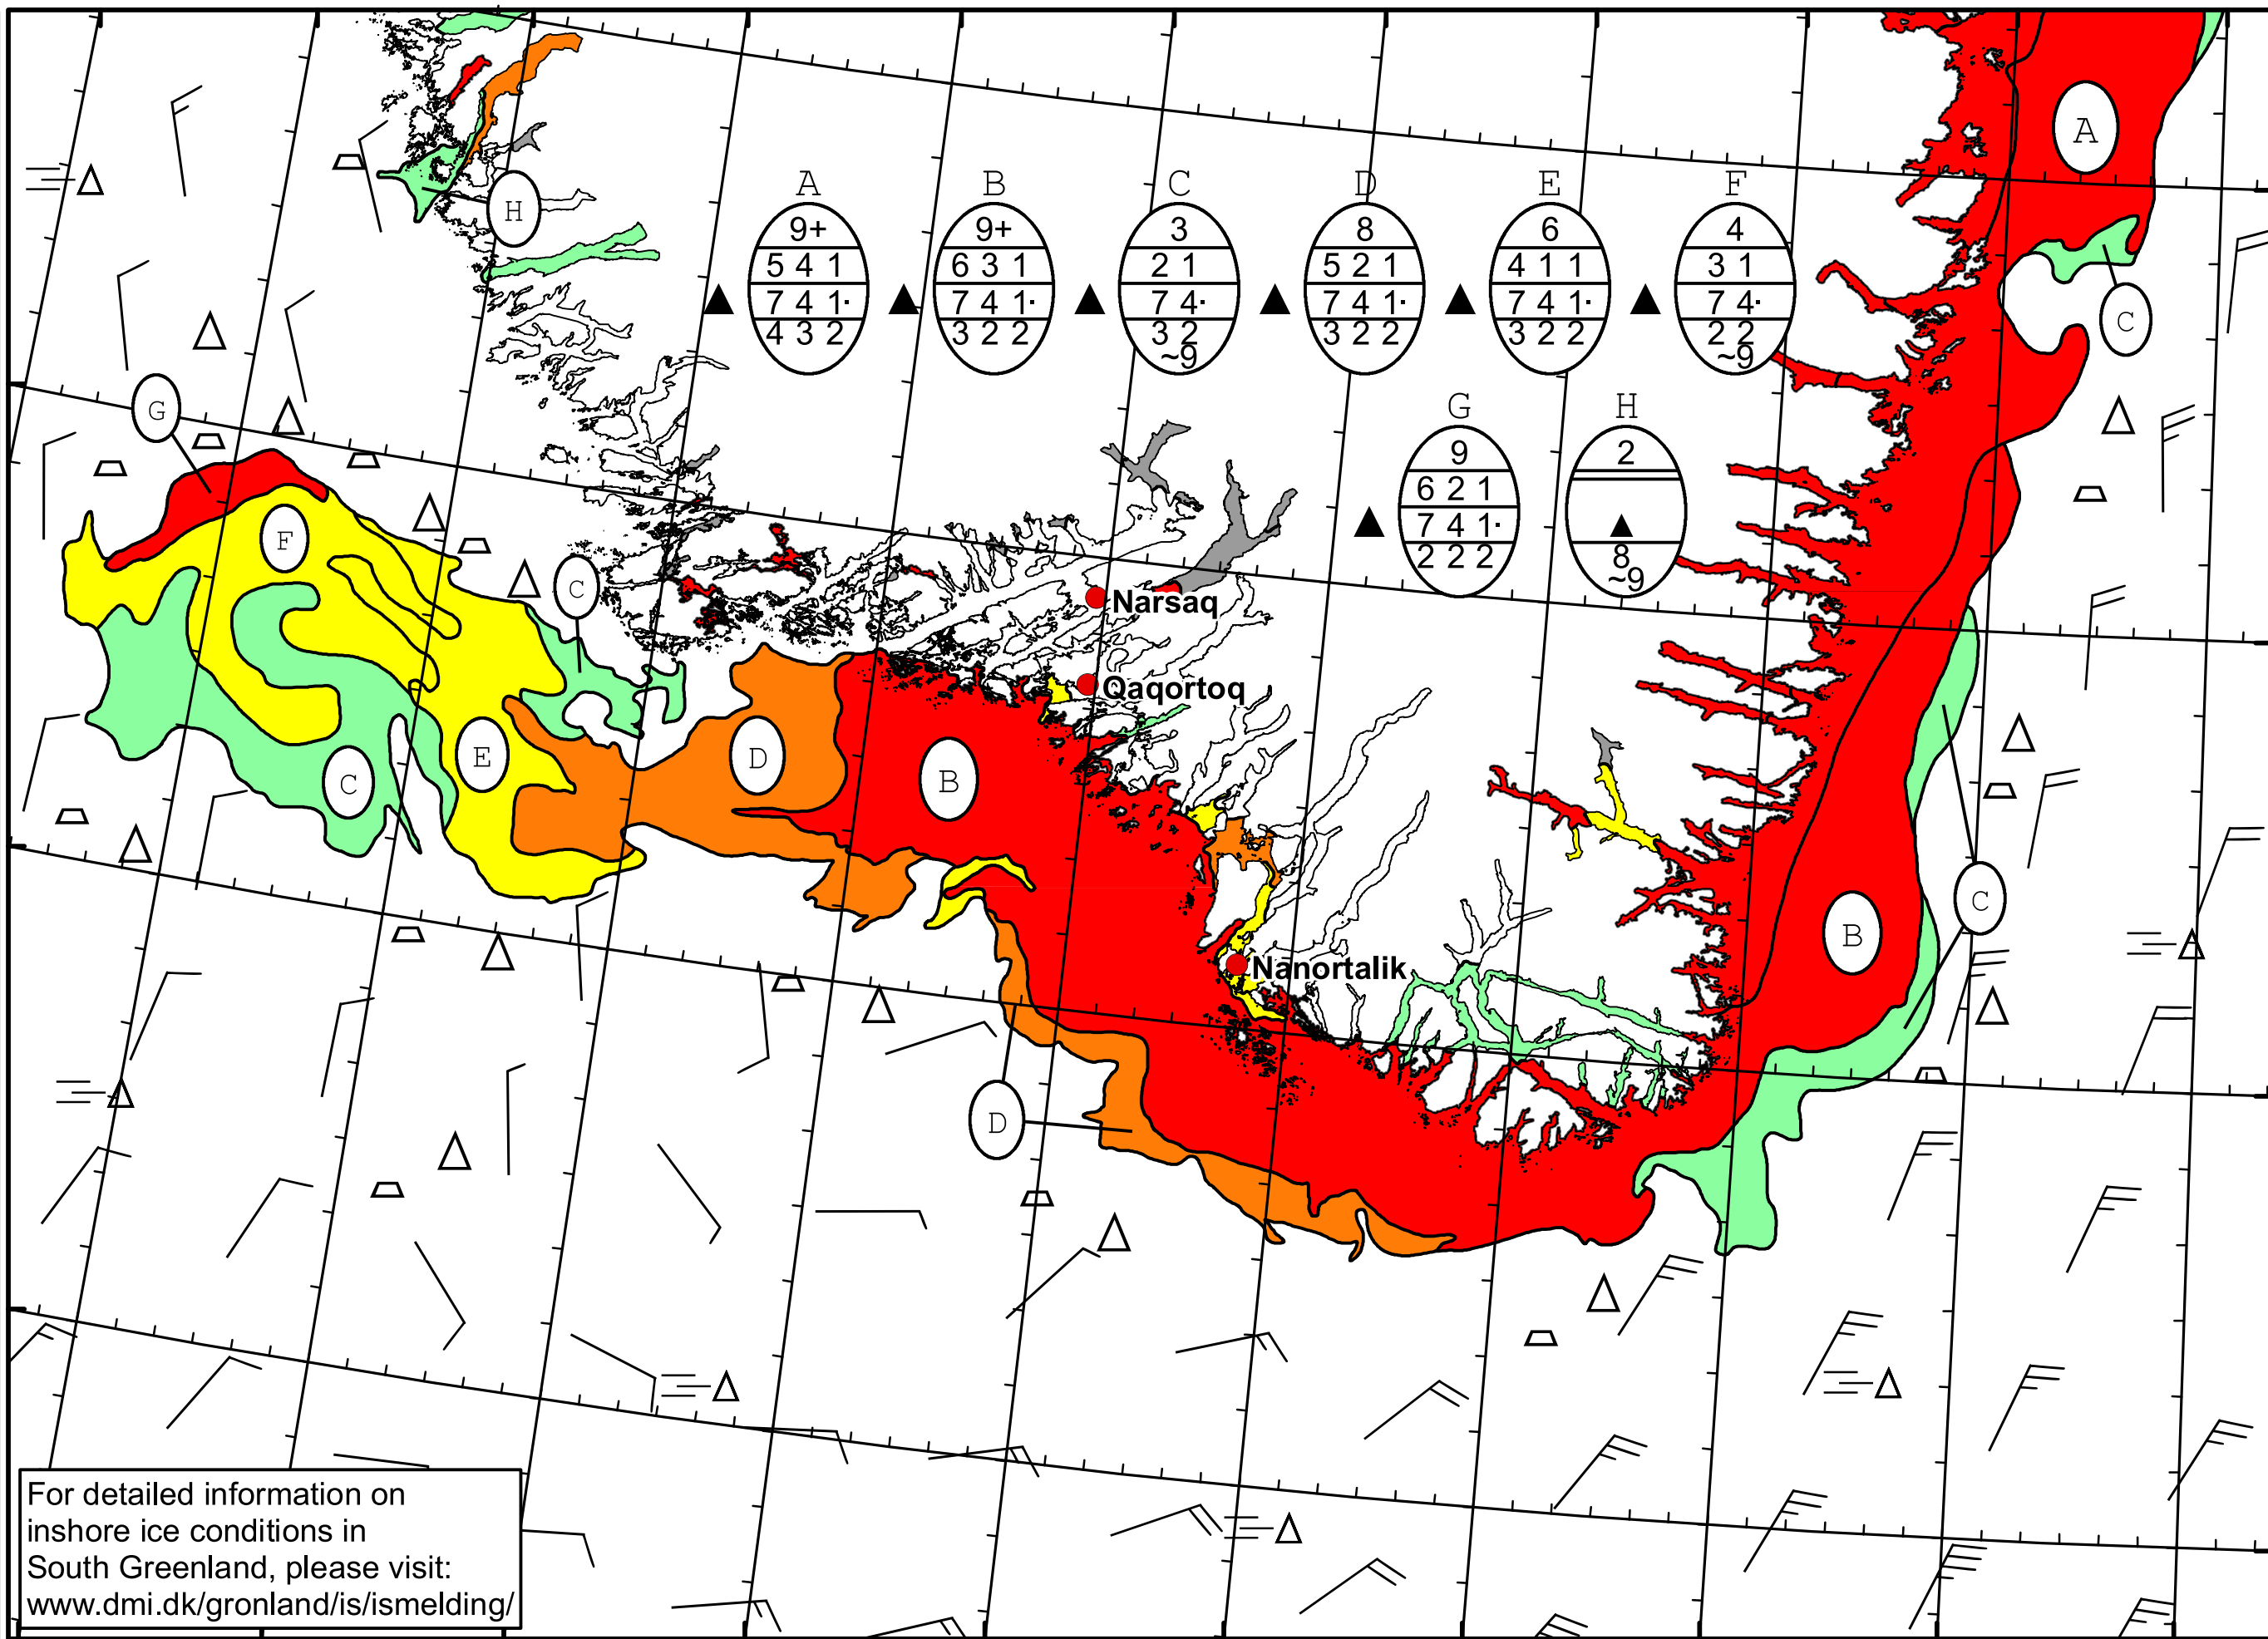 A
H
A B C D E F
9+ 9+ 3 8 6 4
5 4 1 6 3 1 2 1 5 2 1 4 1 1 3 1
7 4 1· 7 4 1· 7 4· 7 4 1· 7 4 1· 7 4·
4 3 2 3 2 2 3 2 3 2 2 3 2 2 2 2
~9 ~9
C
G
G H
9 2
6 2 1
7 4 1·
2 2 2 8
~9
F
C
Narsaq
Qaqortoq
E
D
B
C
C
B
Nanortalik
D
For detailed information on
inshore ice conditions in
South Greenland, please visit:
www.dmi.dk/gronland/is/ismelding/